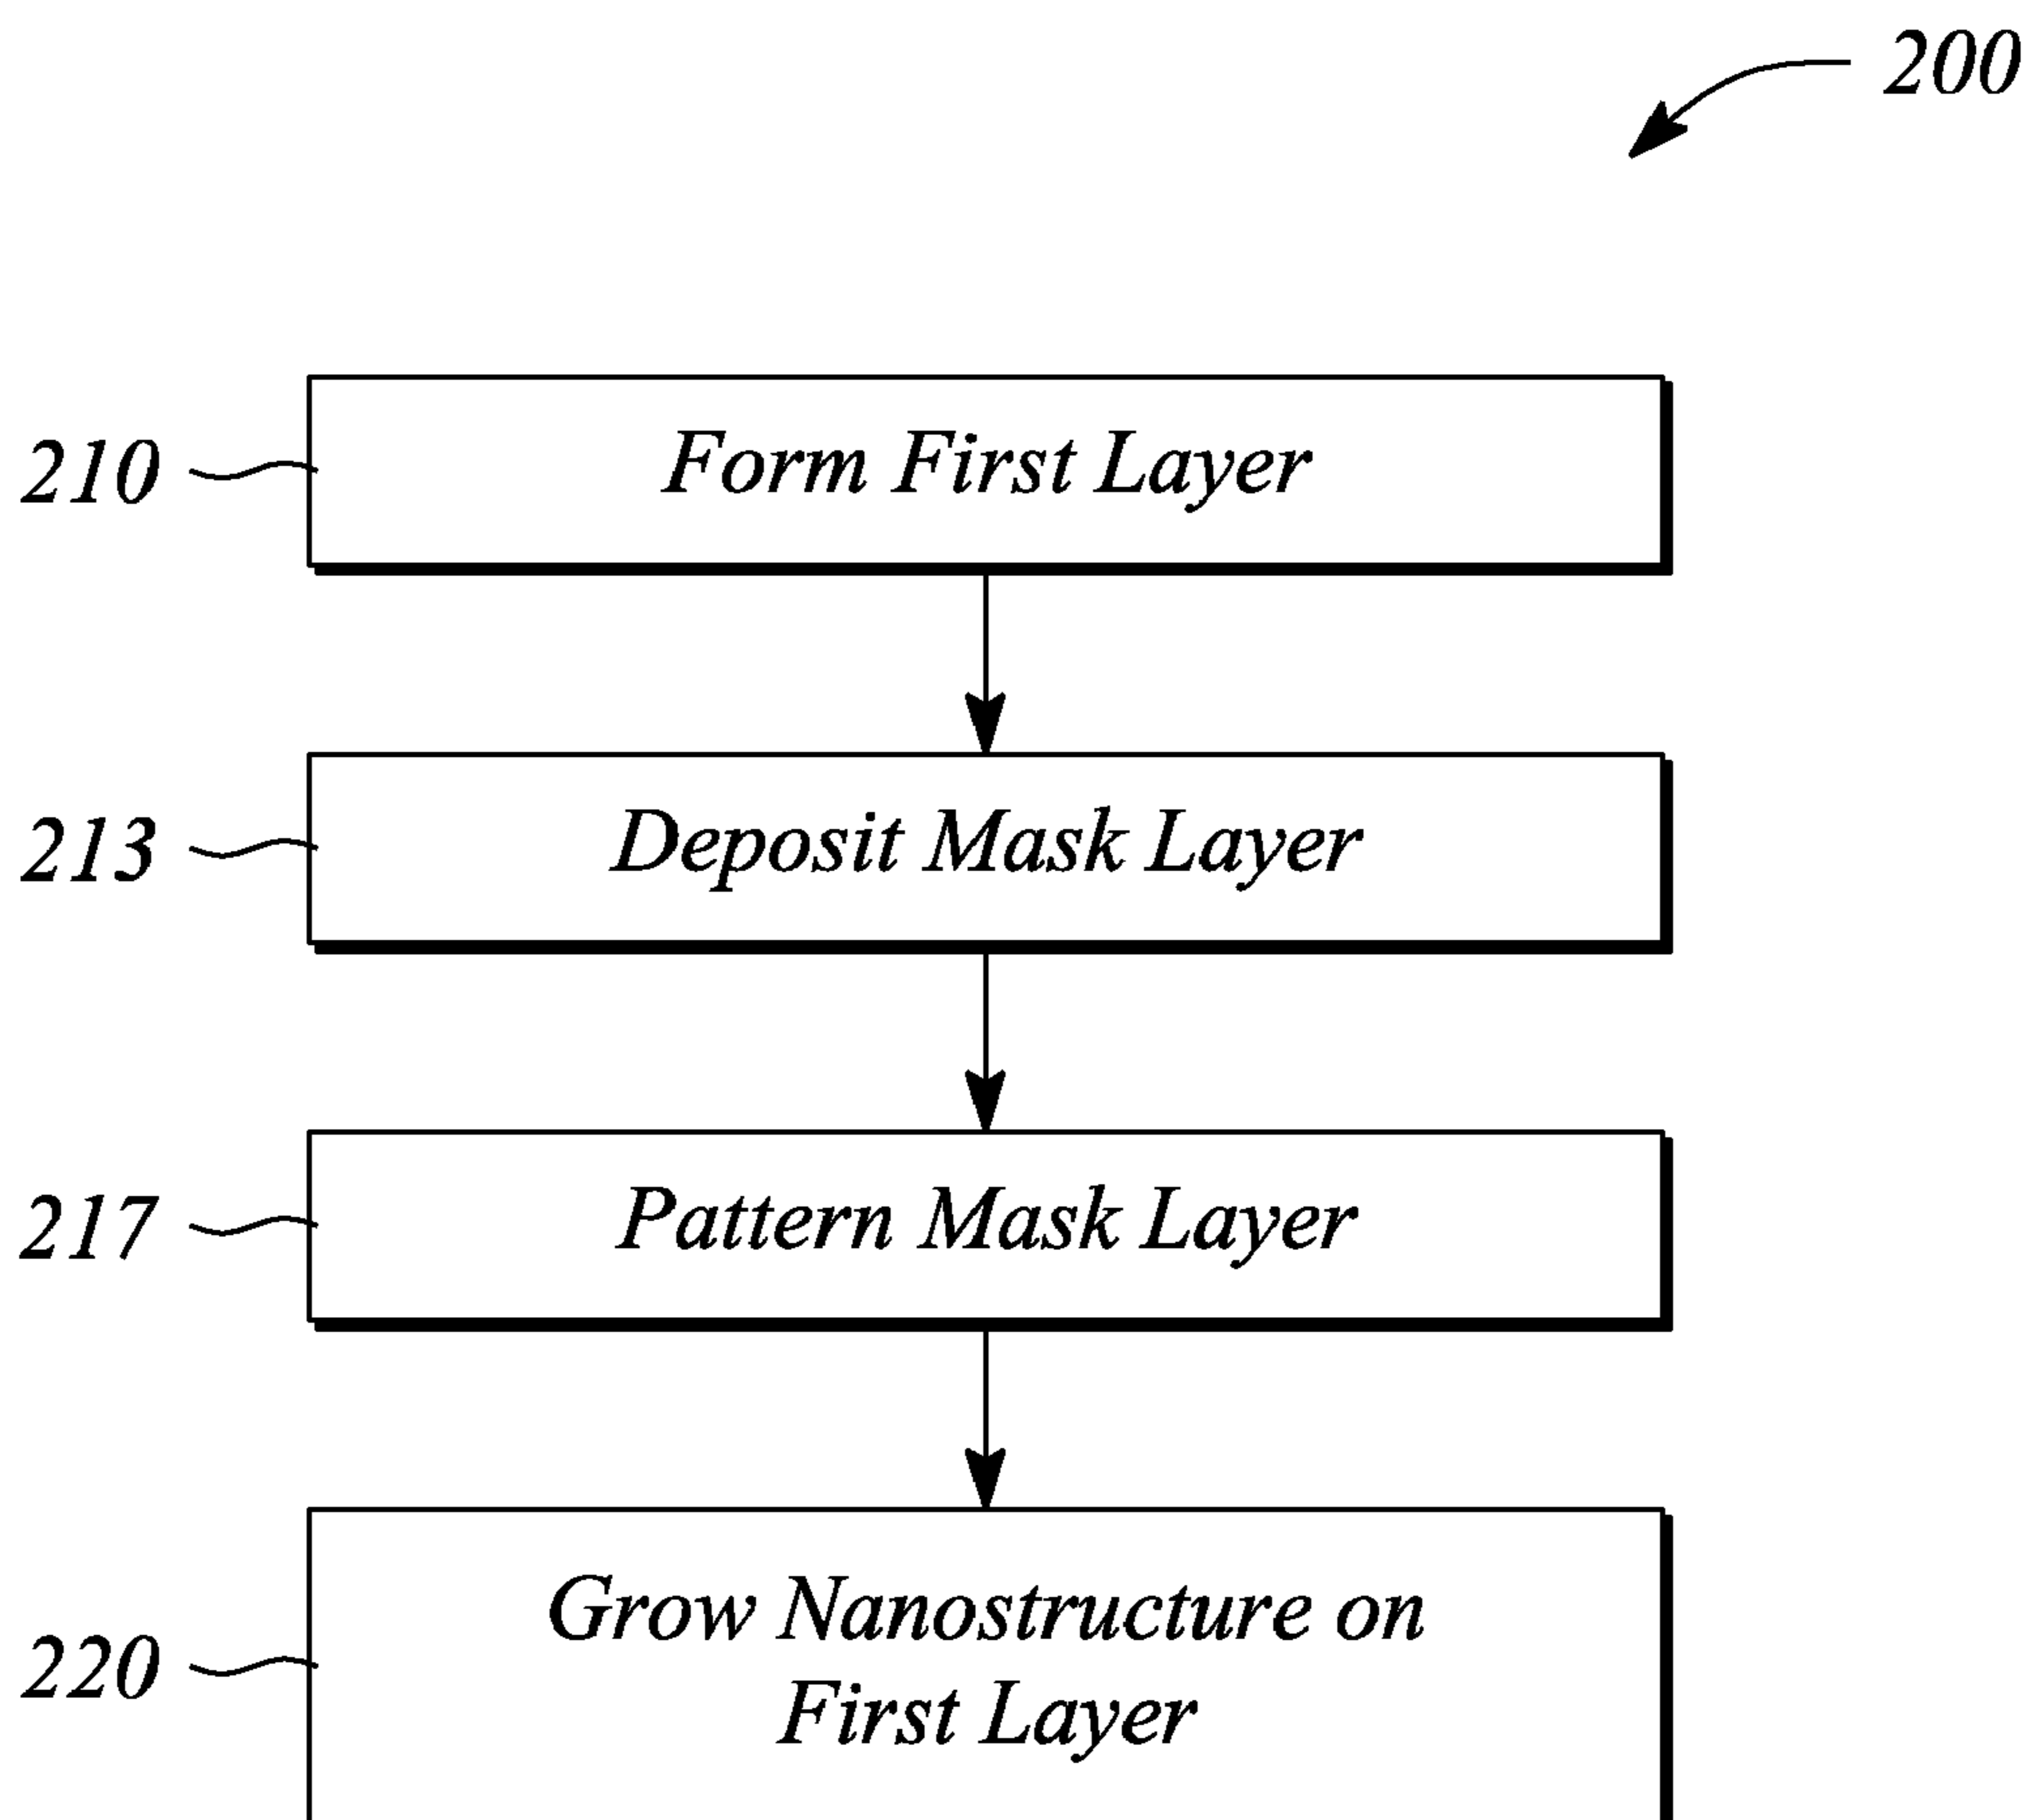 200
210
Form First Layer
213
Deposit Mask Layer
217
Pattern Mask Layer
220
Grow Nanostructure on
First Layer